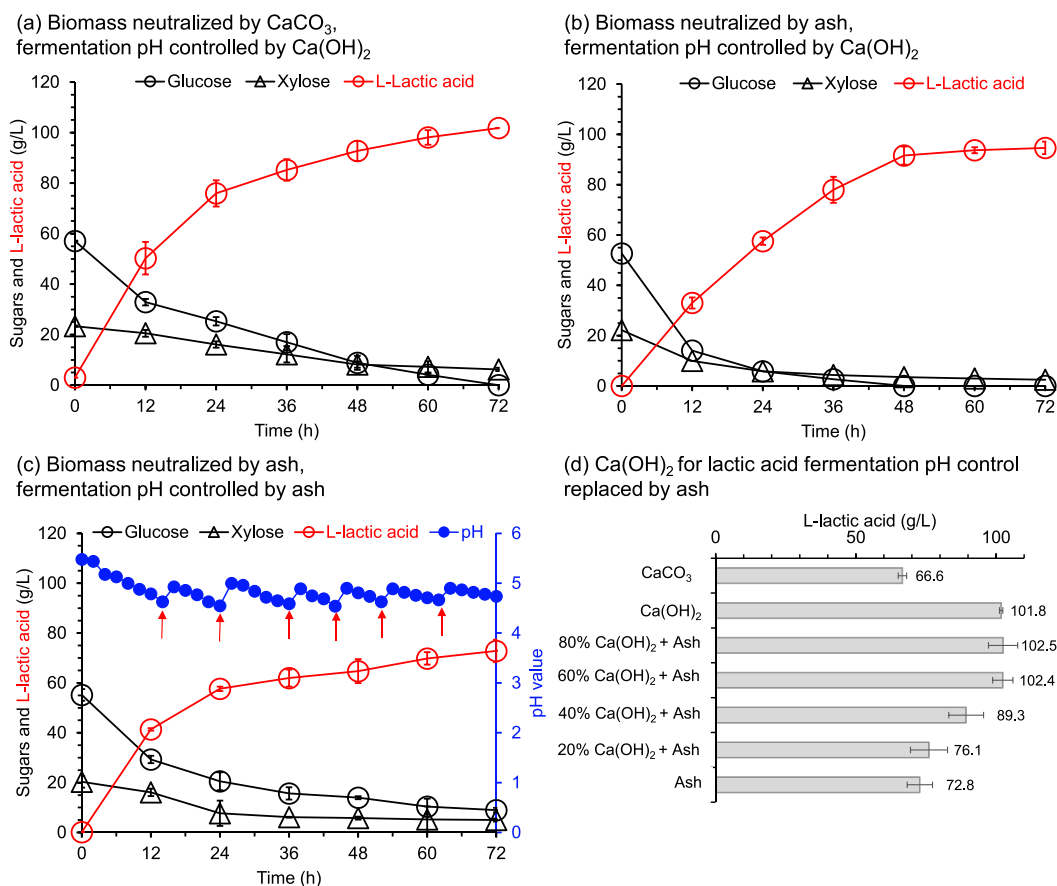 (a) Biomass neutralized by CaCO₃,
fermentation pH controlled by Ca(OH)₂
Glucose Xylose L-Lactic acid
Sugars and L-lactic acid (g/L)
120
100
80
60
40
20
0
0 12 24 36 48 60 72
Time (h)
(b) Biomass neutralized by ash,
fermentation pH controlled by Ca(OH)₂
Glucose Xylose L-Lactic acid
Sugars and L-lactic acid (g/L)
120
100
80
60
40
20
0
0 12 24 36 48 60 72
Time (h)
(c) Biomass neutralized by ash,
fermentation pH controlled by ash
Glucose Xylose L-lactic acid pH
Sugars and L-lactic acid (g/L)
120
100
80
60
40
20
0
0 12 24 36 48 60 72
Time (h)
6
5
4
3
2
1
0
pH value
(d) Ca(OH)₂ for lactic acid fermentation pH control
replaced by ash
L-lactic acid (g/L)
0 50 100
CaCO₃ 66.6
Ca(OH)₂ 101.8
80% Ca(OH)₂ + Ash 102.5
60% Ca(OH)₂ + Ash 102.4
40% Ca(OH)₂ + Ash 89.3
20% Ca(OH)₂ + Ash 76.1
Ash 72.8